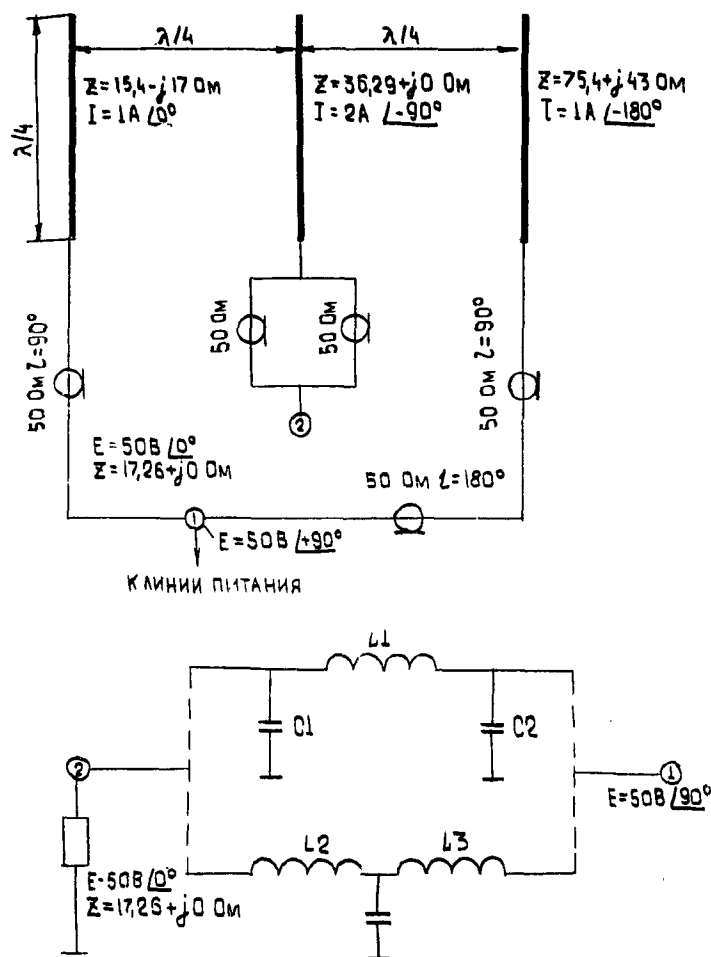 λ/4
λ/4
λ/4
Z=15,4-j17 Ом
I=1А ∠0°
Z=36,29+j0 Ом
I=2А ∠-90°
Z=75,4+j43 Ом
I=1А ∠-180°
50 Ом l=90°
50 Ом
50 Ом
50 Ом l=90°
2
E=50В ∠0°
Z=17,26+j0 Ом
50 Ом l=180°
1
E=50В ∠+90°
К ЛИНИИ ПИТАНИЯ
L1
C1
C2
2
1
E=50В ∠90°
L2
L3
E-50В ∠0°
Z=17,26+j0 Ом